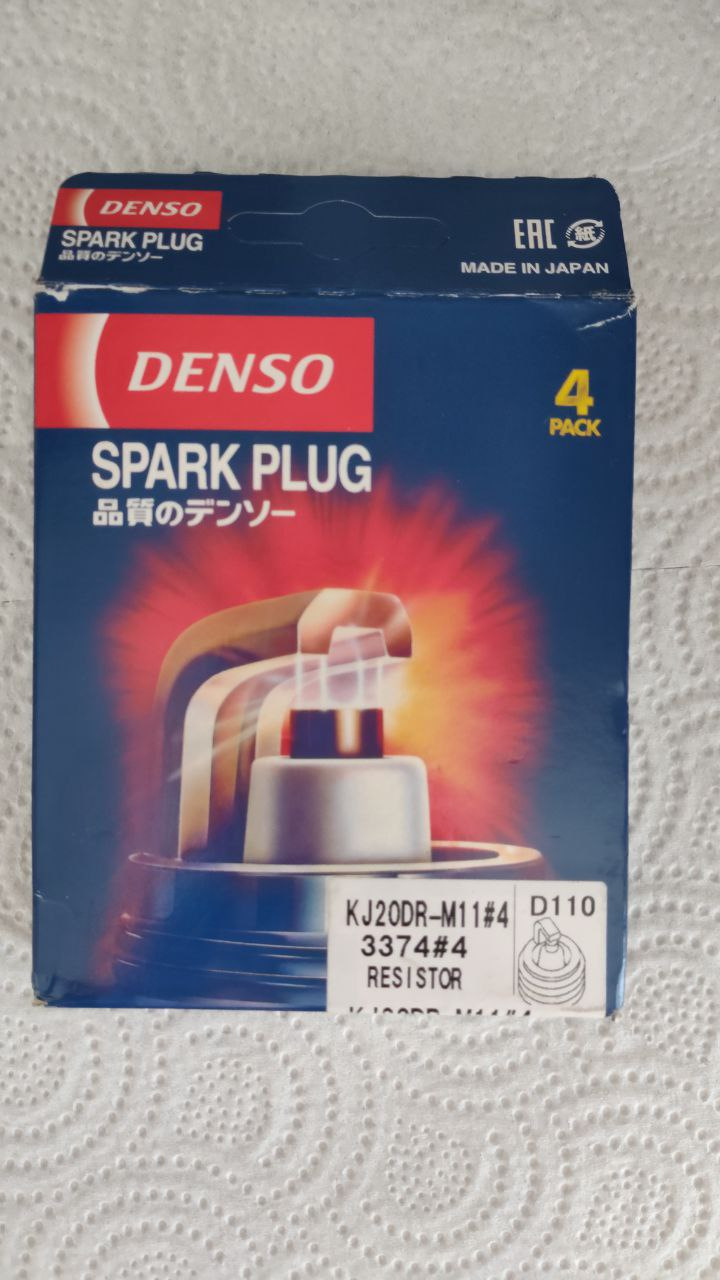 DENSO
SPARK PLUG
品質のデンソー
EAC 紙
MADE IN JAPAN
DENSO
4
PACK
SPARK PLUG
品質のデンソー
KJ20DR-M11#4
3374#4
RESISTOR
D110